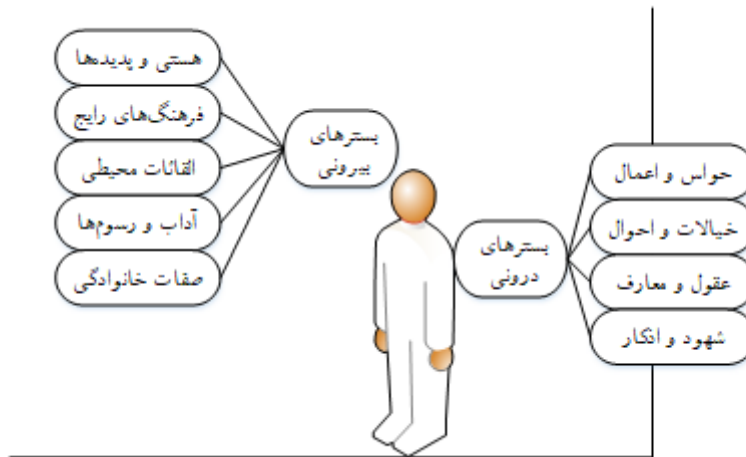 بسترهای
درونی
حواس و اعمال
خیالات و احوال
عقول و معارف
شهود و اذکار
بسترهای
بیرونی
هستی و پدیده‌ها
فرهنگ‌های رایج
القائات محیطی
آداب و رسوم‌ها
صفات خانوادگی